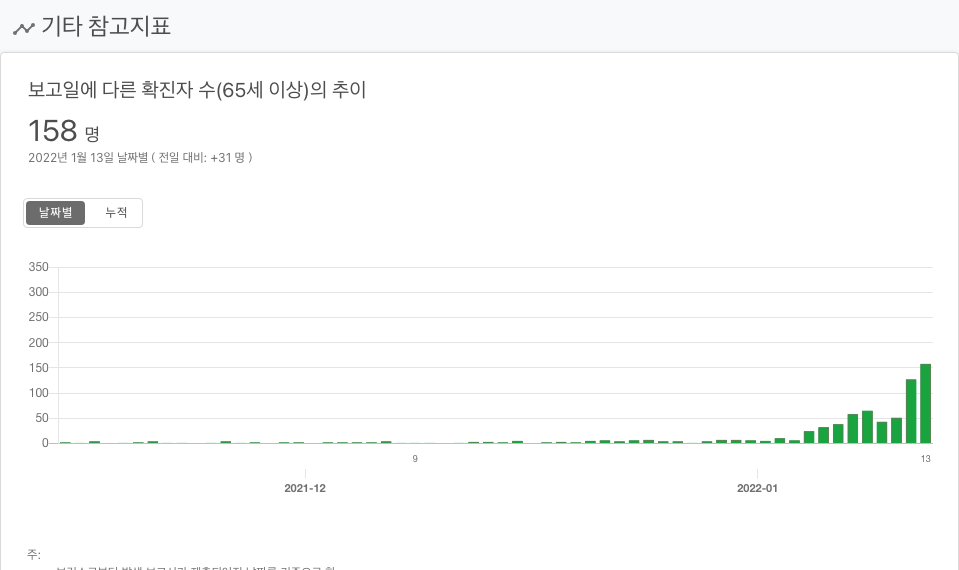 기타 참고지표
보고일에 다른 확진자 수(65세 이상)의 추이
158 명
2022년 1월 13일 날짜별 ( 전일 대비: +31 명 )
날짜별 누적
350
300
250
200
150
100
50
0
9 13
2021-12 2022-01
주: